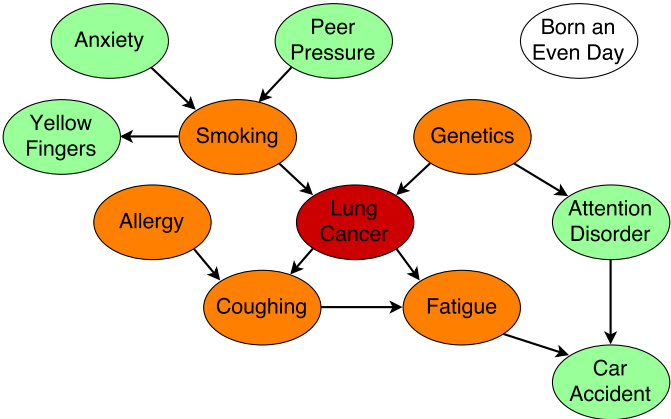 Anxiety
Peer
Pressure
Born an
Even Day
Yellow
Fingers
Smoking
Genetics
Allergy
Lung
Cancer
Attention
Disorder
Coughing
Fatigue
Car
Accident